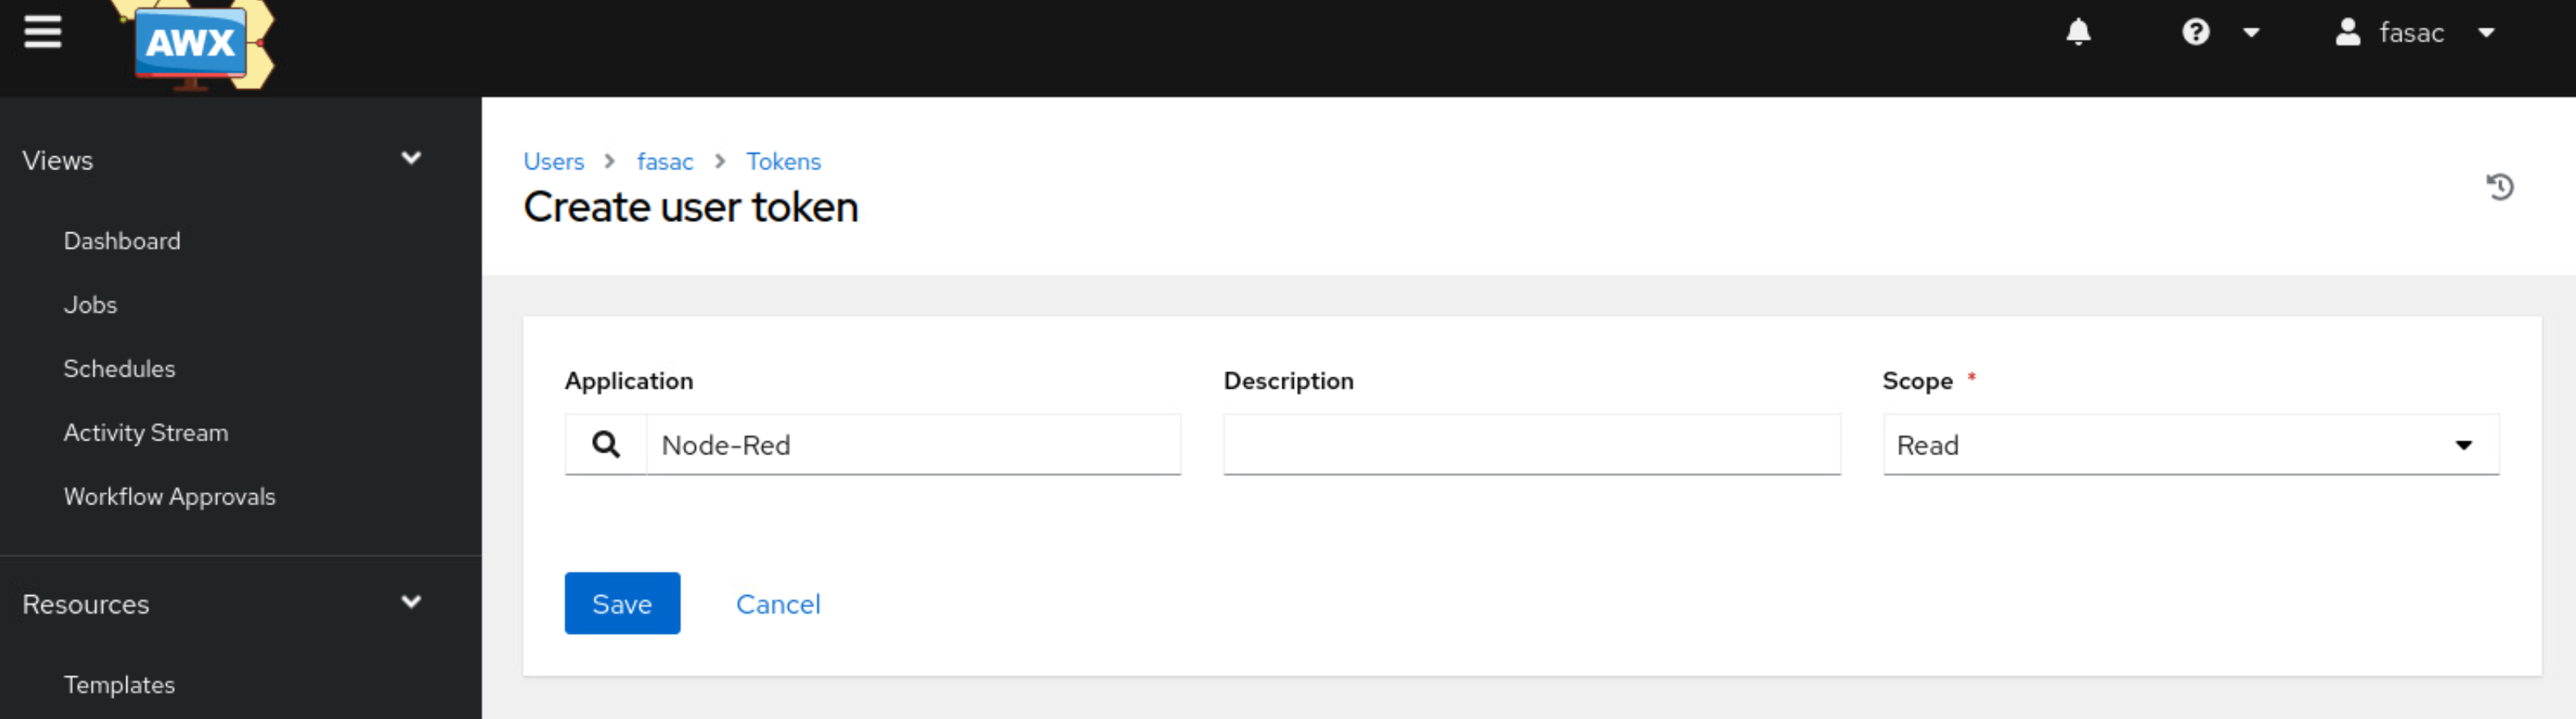 AWX
fasac
Views
Dashboard
Jobs
Schedules
Activity Stream
Workflow Approvals
Resources
Templates
Users > fasac > Tokens
Create user token
Application
Node-Red
Description
Scope *
Read
Save Cancel